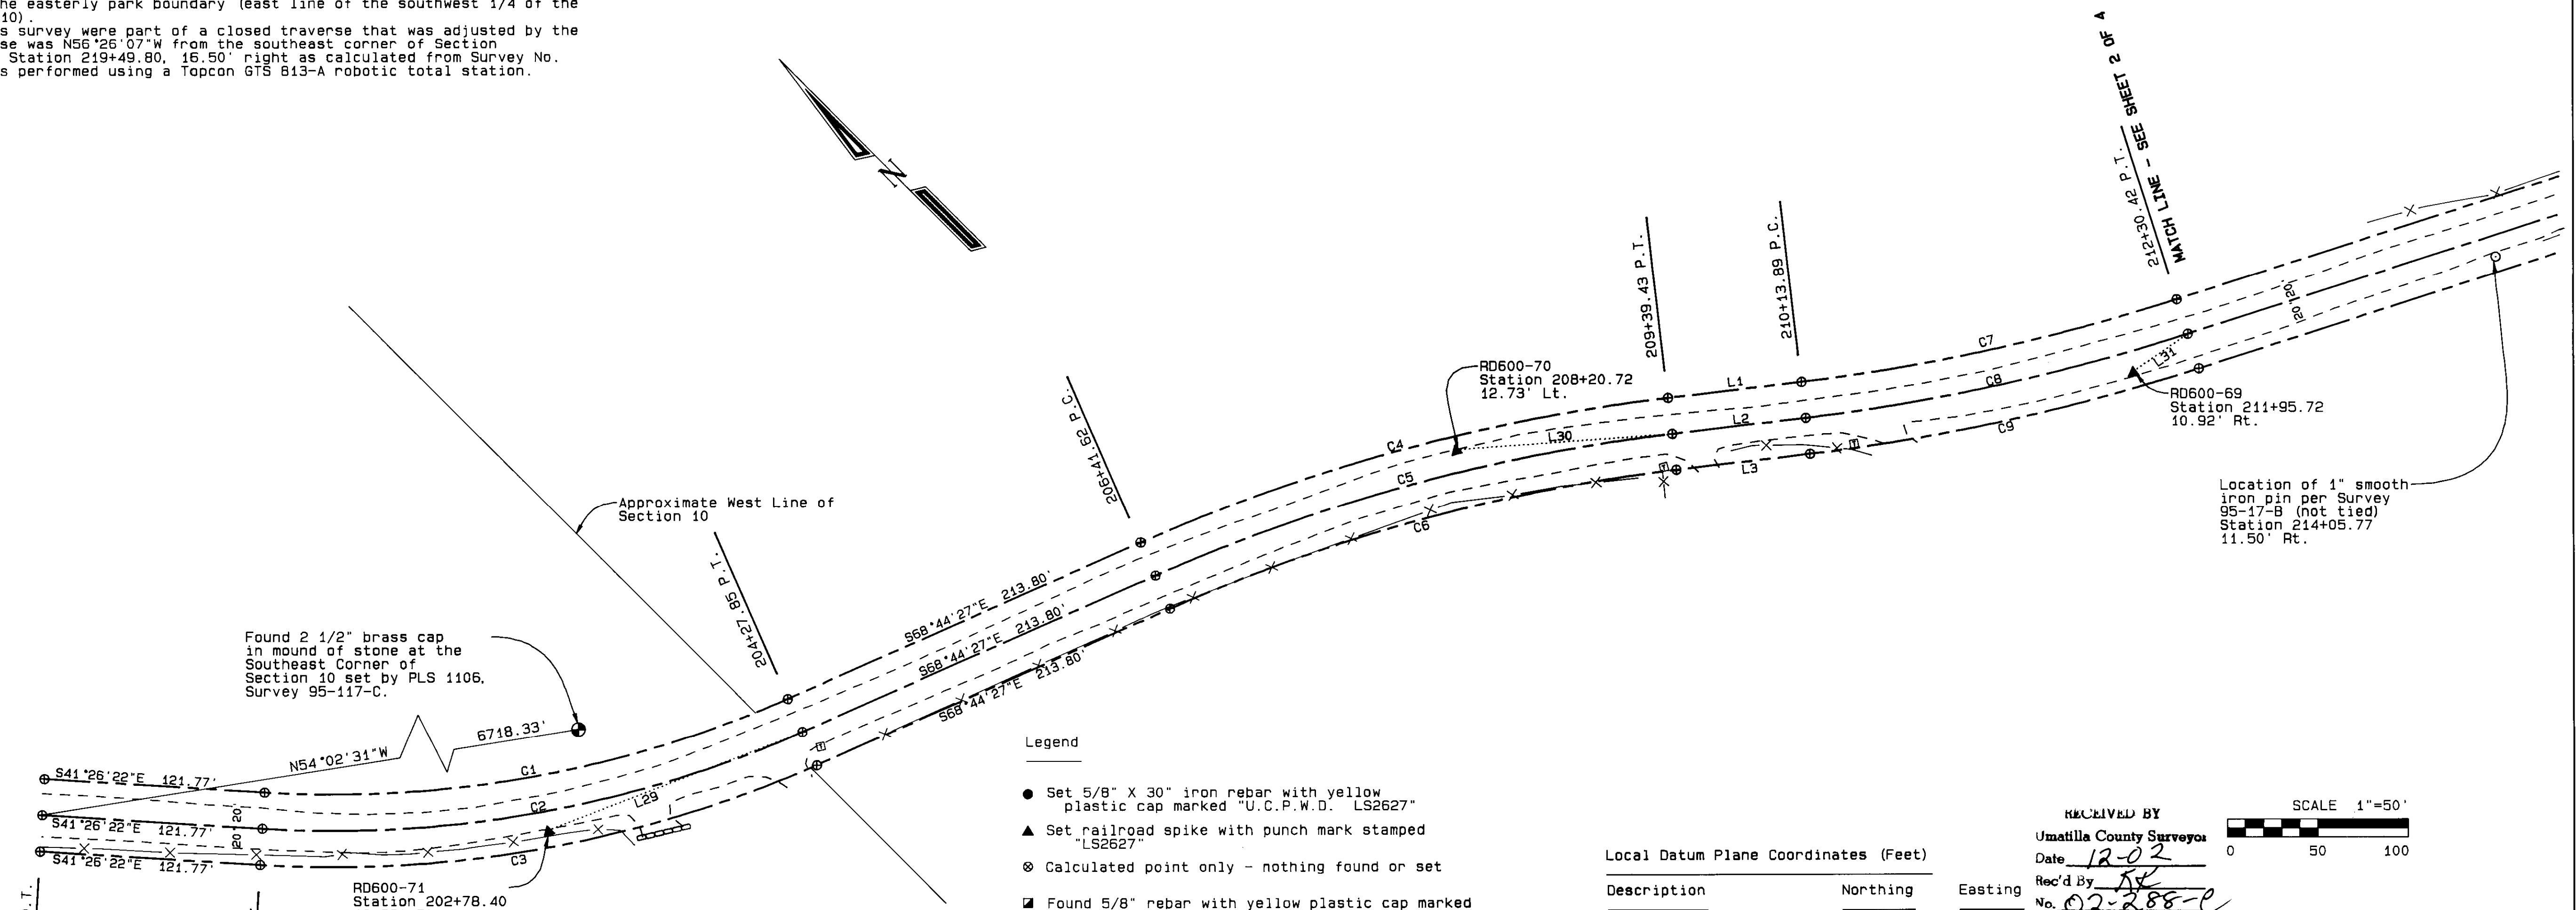 he easterly park boundary (east line of the southwest 1/4 of the
10).
s survey were part of a closed traverse that was adjusted by the
se was N56°26'07"W from the southeast corner of Section
Station 219+49.80, 16.50' right as calculated from Survey No.
s performed using a Topcon GTS 813-A robotic total station.
N
MATCH LINE - SEE SHEET 2 OF 4
212+30.42 P.T.
210+13.89 P.C.
209+39.43 P.T.
206+41.62 P.C.
204+27.85 P.T.
RD600-70
Station 208+20.72
12.73' Lt.
RD600-69
Station 211+95.72
10.92' Rt.
Location of 1" smooth
iron pin per Survey
95-17-B (not tied)
Station 214+05.77
11.50' Rt.
C7
C8
C9
L31
20' 20'
L1
L2
L3
L30
C4
C5
C6
Approximate West Line of
Section 10
S68°44'27"E 213.80'
S68°44'27"E 213.80'
S68°44'27"E 213.80'
Found 2 1/2" brass cap
in mound of stone at the
Southeast Corner of
Section 10 set by PLS 1106,
Survey 95-117-C.
N54°02'31"W 6718.33'
S41°26'22"E 121.77'
S41°26'22"E 121.77'
S41°26'22"E 121.77'
20' 20'
C1
C2
C3
L29
RD600-71
Station 202+78.40
.T.
Legend
Set 5/8" X 30" iron rebar with yellow
plastic cap marked "U.C.P.W.D. LS2627"
Set railroad spike with punch mark stamped
"LS2627"
Calculated point only - nothing found or set
Found 5/8" rebar with yellow plastic cap marked
Local Datum Plane Coordinates (Feet)
Description Northing Easting
RECEIVED BY
Umatilla County Surveyor
Date 12-02
Rec'd By
No. 02-288-C
SCALE 1"=50'
0 50 100